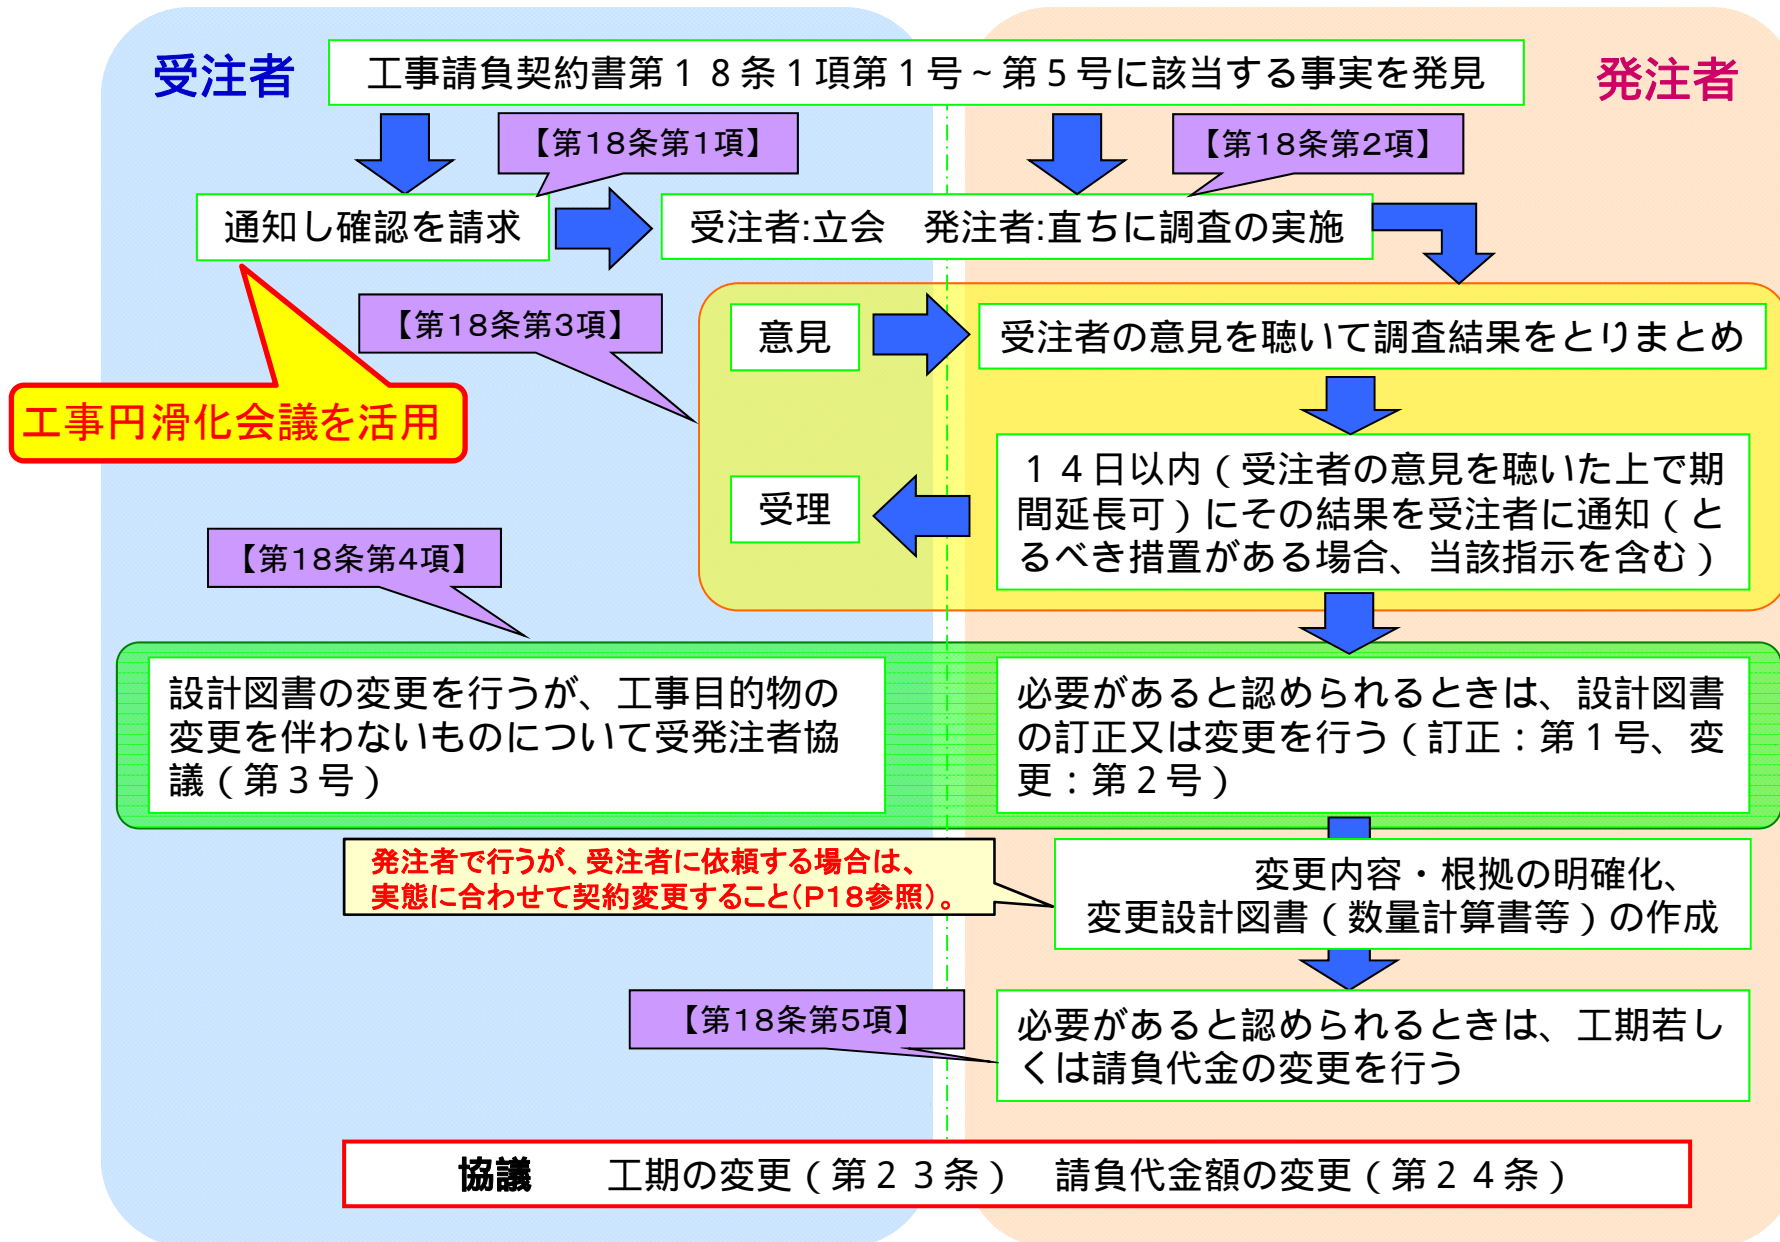 受注者
工事請負契約書第１８条１項第１号~第５号に該当する事実を発見
発注者
【第18条第1項】
【第18条第2項】
通知し確認を請求
受注者:立会　発注者:直ちに調査の実施
【第18条第3項】
意見
受注者の意見を聴いて調査結果をとりまとめ
工事円滑化会議を活用
受理
１４日以内（受注者の意見を聴いた上で期
間延長可）にその結果を受注者に通知（と
るべき措置がある場合、当該指示を含む）
【第18条第4項】
設計図書の変更を行うが、工事目的物の
変更を伴わないものについて受発注者協
議（第３号）
必要があると認められるときは、設計図書
の訂正又は変更を行う（訂正：第１号、変
更：第２号）
発注者で行うが、受注者に依頼する場合は、
実態に合わせて契約変更すること(P18参照)。
変更内容・根拠の明確化、
変更設計図書（数量計算書等）の作成
【第18条第5項】
必要があると認められるときは、工期若し
くは請負代金の変更を行う
協議　　工期の変更（第２３条）　請負代金額の変更（第２４条）